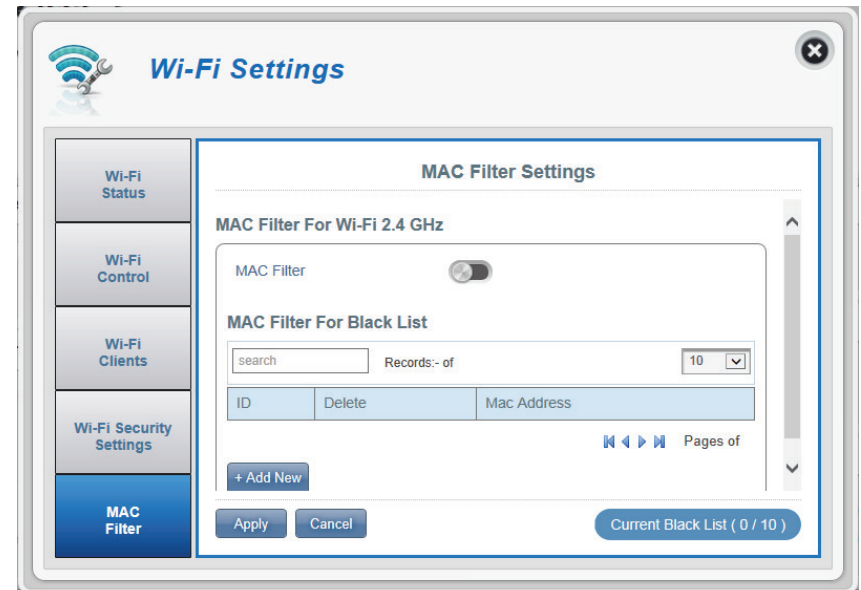 Wi-Fi Settings
Wi-Fi
Status
Wi-Fi
Control
Wi-Fi
Clients
Wi-Fi Security
Settings
MAC
Filter
MAC Filter Settings
MAC Filter For Wi-Fi 2.4 GHz
MAC Filter
MAC Filter For Black List
search Records:- of 10
ID Delete Mac Address
Pages of
+ Add New
Apply Cancel Current Black List ( 0 / 10 )